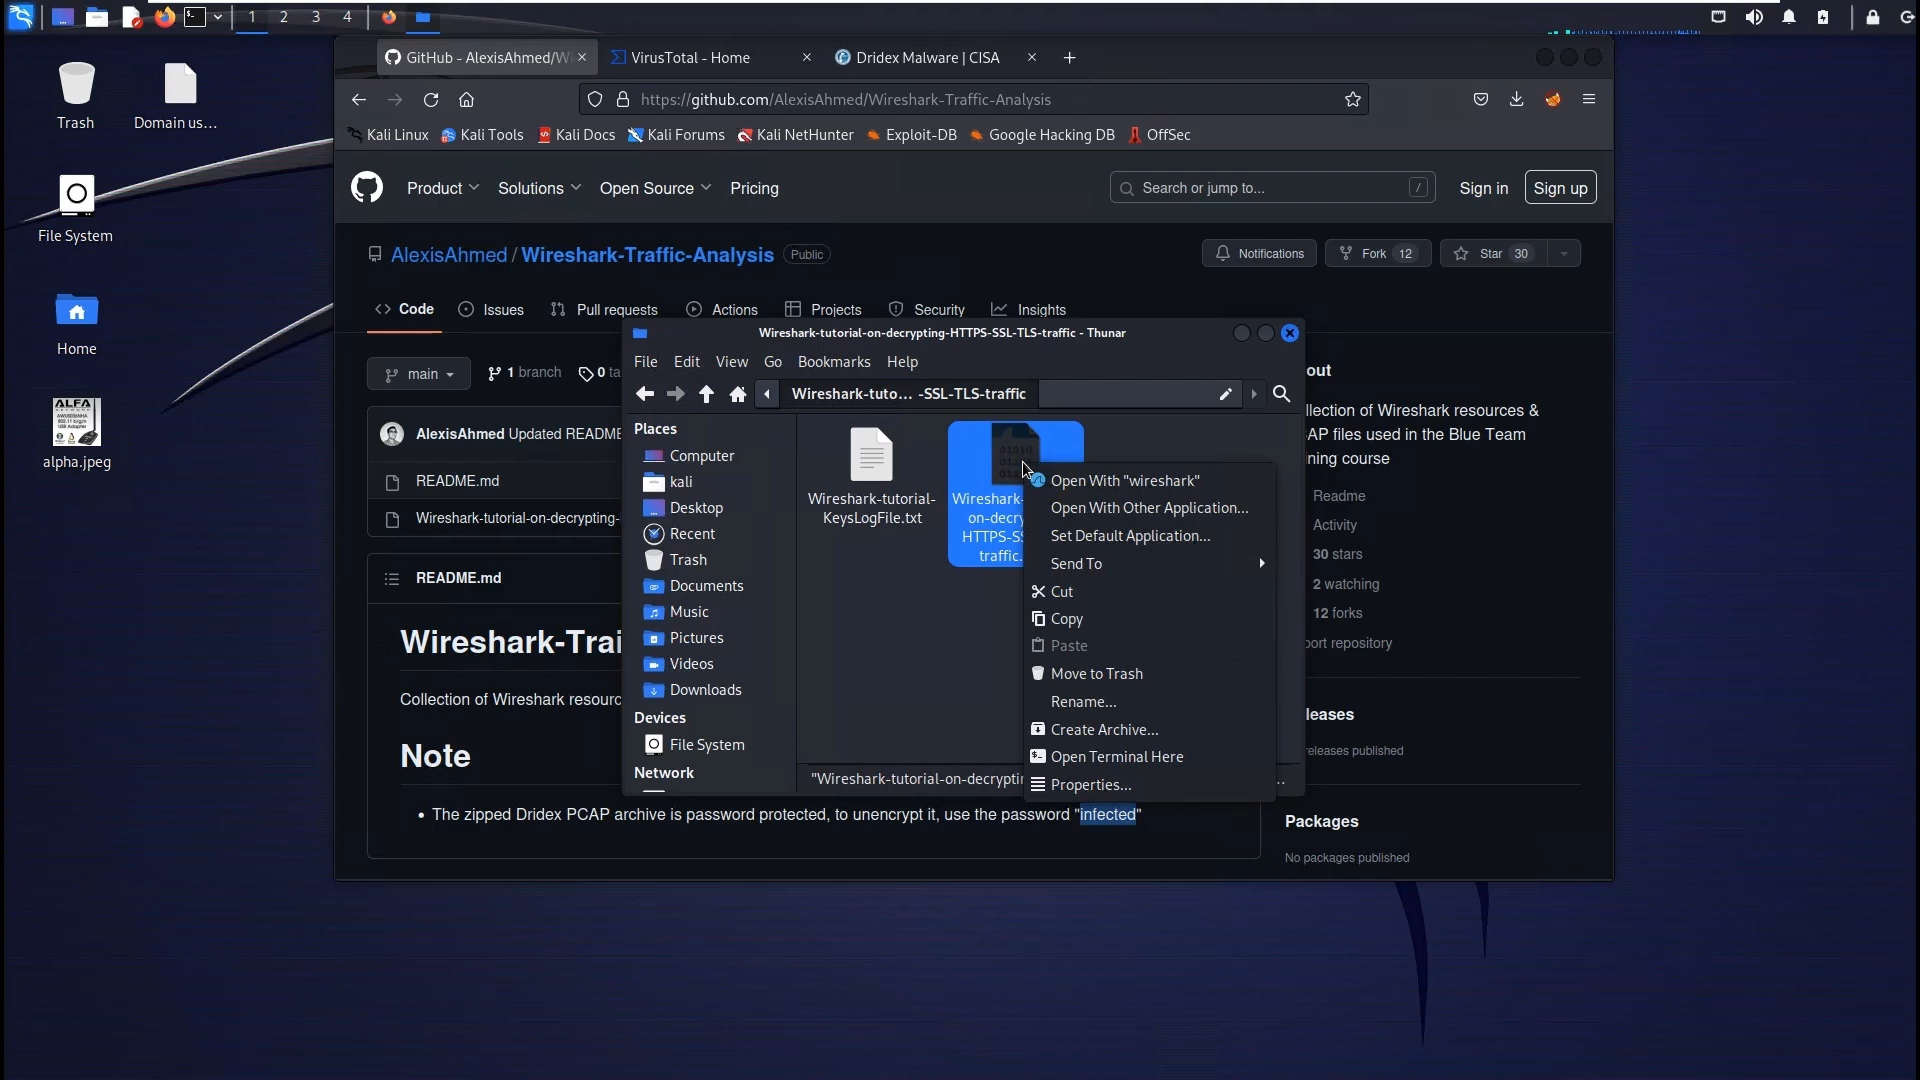 1 2 3 4
Trash
Domain us...
File System
Home
ALFA
alpha.jpeg
GitHub - AlexisAhmed/Wi
VirusTotal - Home
Dridex Malware | CISA
https://github.com/AlexisAhmed/Wireshark-Traffic-Analysis
Kali Linux
Kali Tools
Kali Docs
Kali Forums
Kali NetHunter
Exploit-DB
Google Hacking DB
OffSec
Product
Solutions
Open Source
Pricing
Search or jump to...
/
Sign in
Sign up
AlexisAhmed / Wireshark-Traffic-Analysis
Public
Notifications
Fork 12
Star 30
Code
Issues
Pull requests
Actions
Projects
Security
Insights
main
1 branch
0 ta
AlexisAhmed Updated README
README.md
Wireshark-tutorial-on-decrypting-
README.md
Wireshark-Traf
Collection of Wireshark resourc
Note
• The zipped Dridex PCAP archive is password protected, to unencrypt it, use the password "infected"
Wireshark-tutorial-on-decrypting-HTTPS-SSL-TLS-traffic - Thunar
File
Edit
View
Go
Bookmarks
Help
Wireshark-tuto... -SSL-TLS-traffic
Places
Computer
kali
Desktop
Recent
Trash
Documents
Music
Pictures
Videos
Downloads
Devices
File System
Network
Wireshark-tutorial-
KeysLogFile.txt
Wireshark-
on-decry
HTTPS-SS
traffic.
"Wireshark-tutorial-on-decryptin
Open With "wireshark"
Open With Other Application...
Set Default Application...
Send To
Cut
Copy
Paste
Move to Trash
Rename...
Create Archive...
Open Terminal Here
Properties...
out
llection of Wireshark resources &
AP files used in the Blue Team
ning course
Readme
Activity
30 stars
2 watching
12 forks
ort repository
leases
releases published
Packages
No packages published